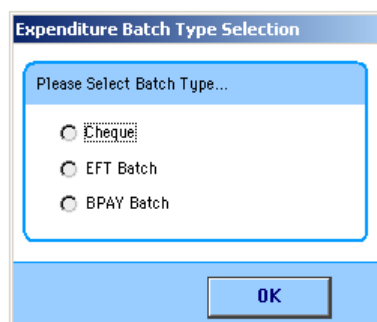 Expenditure Batch Type Selection
Please Select Batch Type...
Cheque
EFT Batch
BPAY Batch
OK